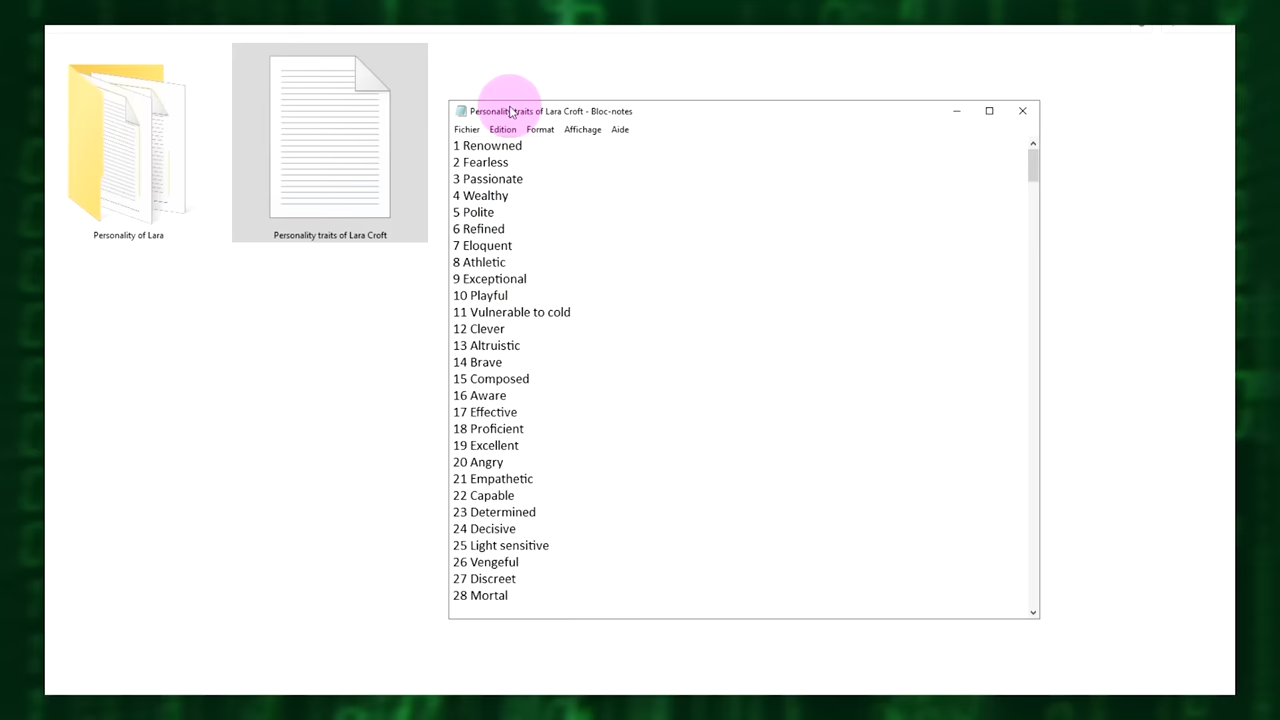 Personality of Lara
Personality traits of Lara Croft
Personality traits of Lara Croft - Bloc-notes
Fichier Edition Format Affichage Aide
1 Renowned
2 Fearless
3 Passionate
4 Wealthy
5 Polite
6 Refined
7 Eloquent
8 Athletic
9 Exceptional
10 Playful
11 Vulnerable to cold
12 Clever
13 Altruistic
14 Brave
15 Composed
16 Aware
17 Effective
18 Proficient
19 Excellent
20 Angry
21 Empathetic
22 Capable
23 Determined
24 Decisive
25 Light sensitive
26 Vengeful
27 Discreet
28 Mortal